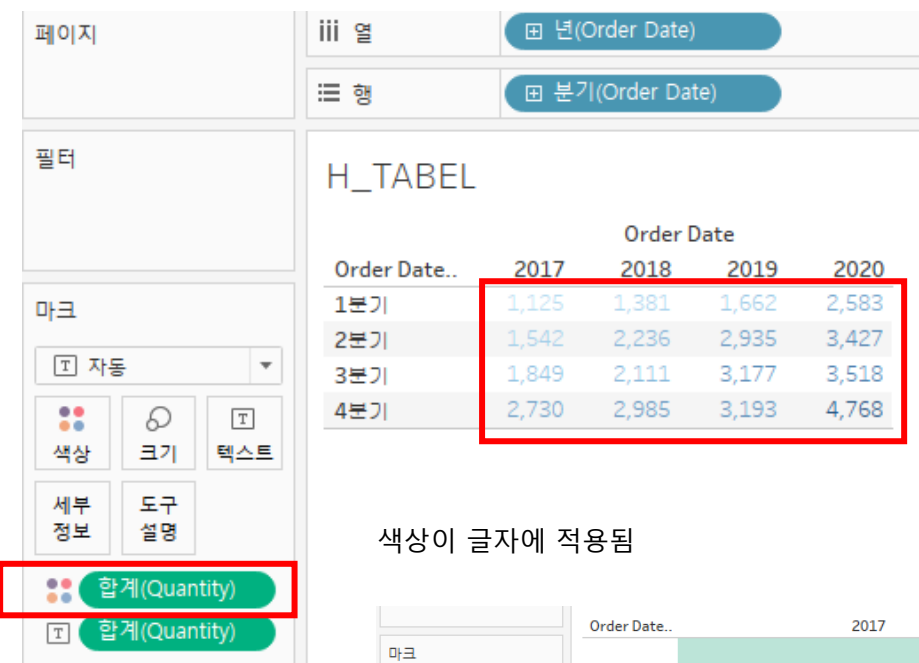 페이지
iii 열
년(Order Date)
행
분기(Order Date)
필터
H_TABEL
Order Date
Order Date.. 2017 2018 2019 2020
1분기 1,125 1,381 1,662 2,583
2분기 1,542 2,236 2,935 3,427
3분기 1,849 2,111 3,177 3,518
4분기 2,730 2,985 3,193 4,768
마크
T 자동
색상 크기 T 텍스트
세부 정보
도구 설명
합계(Quantity)
T 합계(Quantity)
색상이 글자에 적용됨
Order Date.. 2017
마크